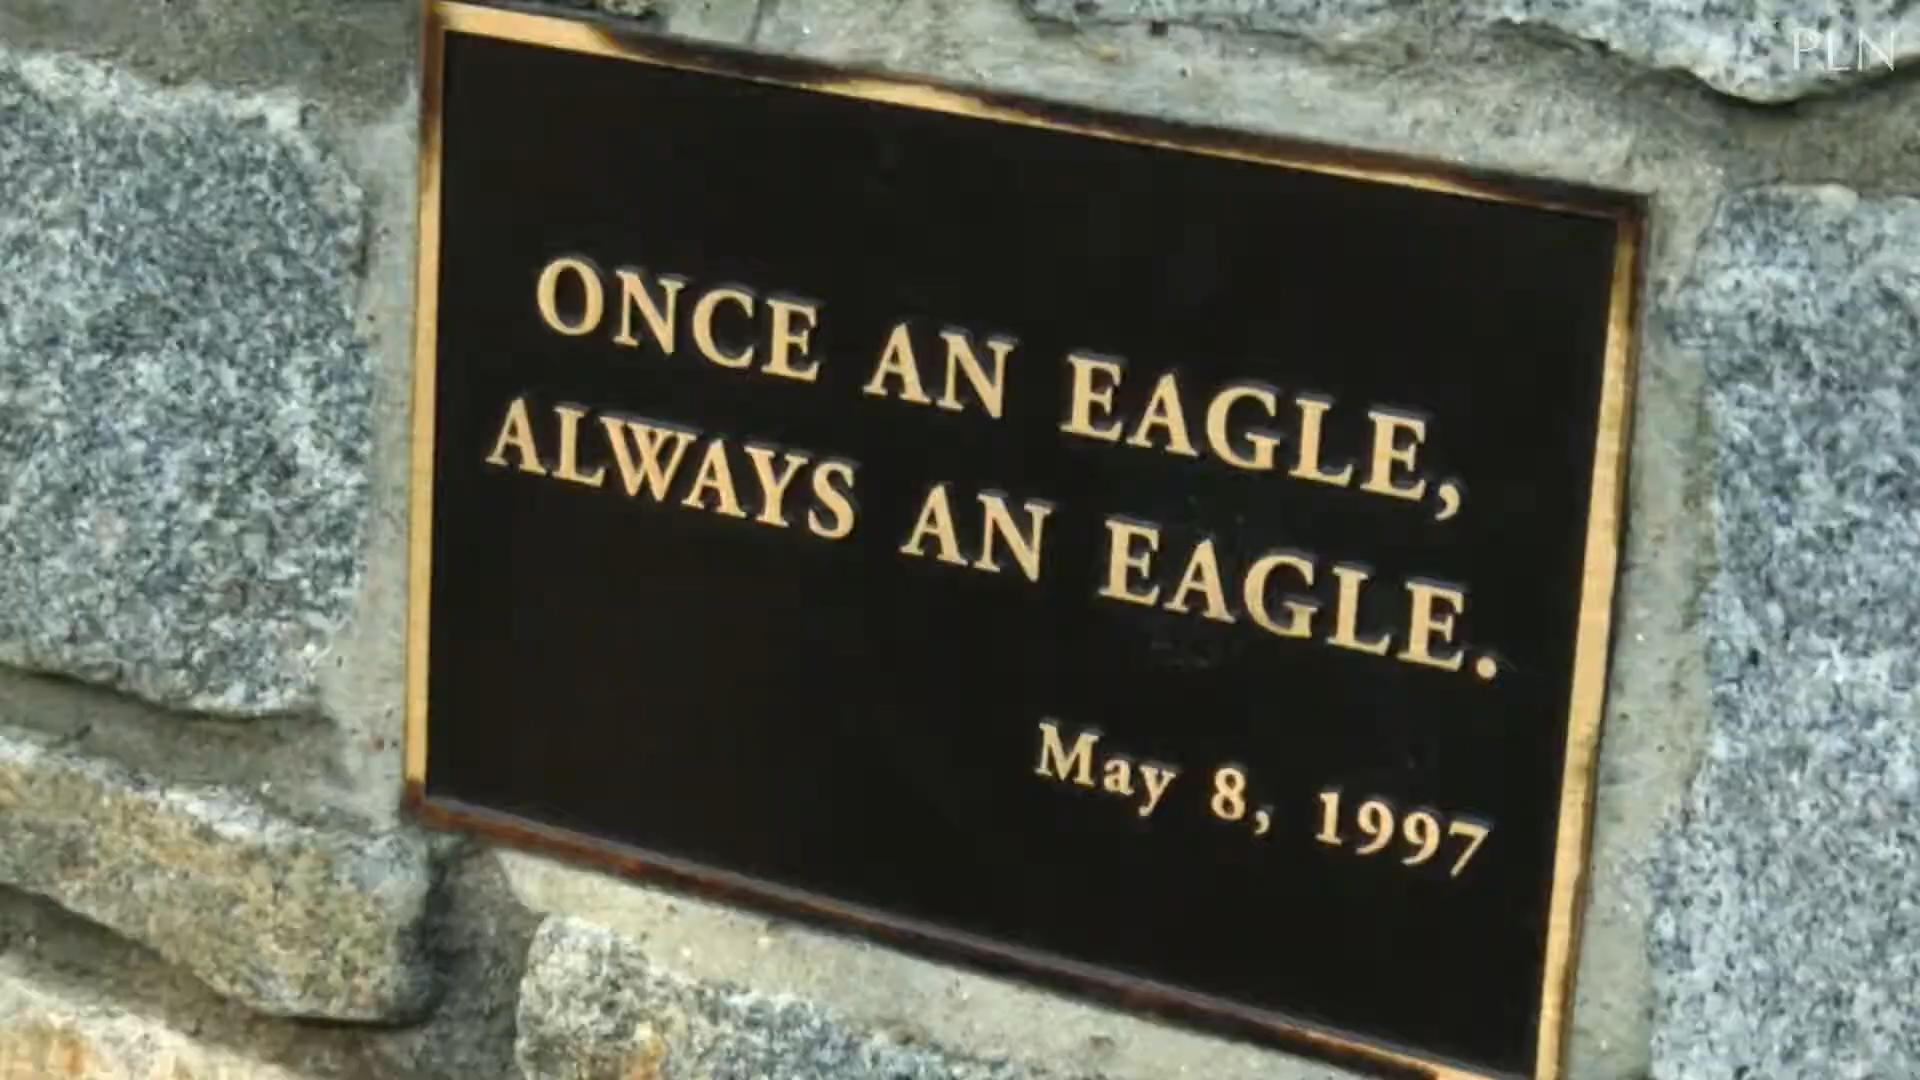 PLN
ONCE AN EAGLE,
ALWAYS AN EAGLE.
May 8, 1997